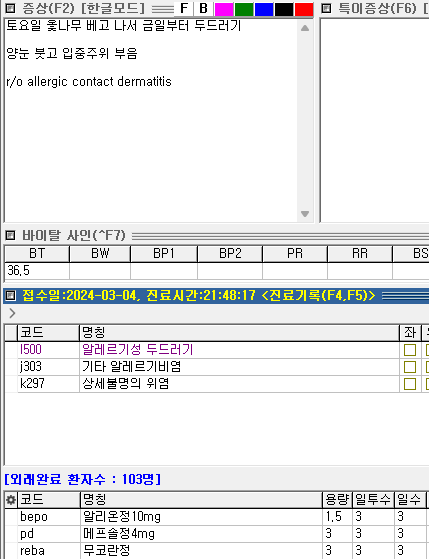 증상(F2) [한글모드] F B 특이증상(F6)
토요일 옻나무 베고 나서 금일부터 두드러기
양눈 붓고 입중주위 부음
r/o allergic contact dermatitis
바이탈 사인(^F7)
BT BW BP1 BP2 PR RR BS
36.5
접수일:2024-03-04, 진료시간:21:48:17 <진료기록(F4,F5)>
>
코드 명칭 좌
l500 알레르기성 두드러기
j303 기타 알레르기비염
k297 상세불명의 위염
[외래완료 환자수 : 103명]
코드 명칭 용량 일투수 일수
bepo 알리온정10mg 1.5 3 3
pd 메프솔정4mg 3 3 3
reba 무코란정 3 3 3